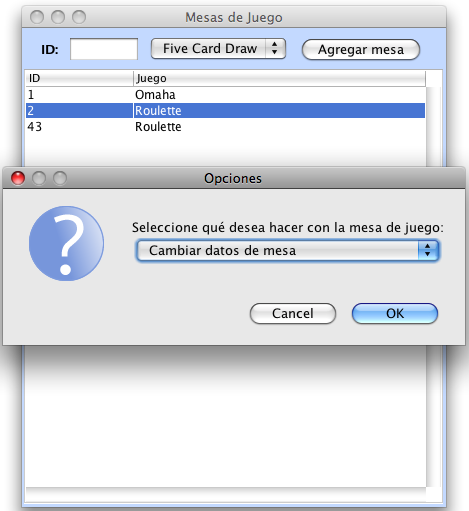 Mesas de Juego
ID: Five Card Draw Agregar mesa
ID Juego
1 Omaha
2 Roulette
43 Roulette
Opciones
?
Seleccione qué desea hacer con la mesa de juego:
Cambiar datos de mesa
Cancel OK